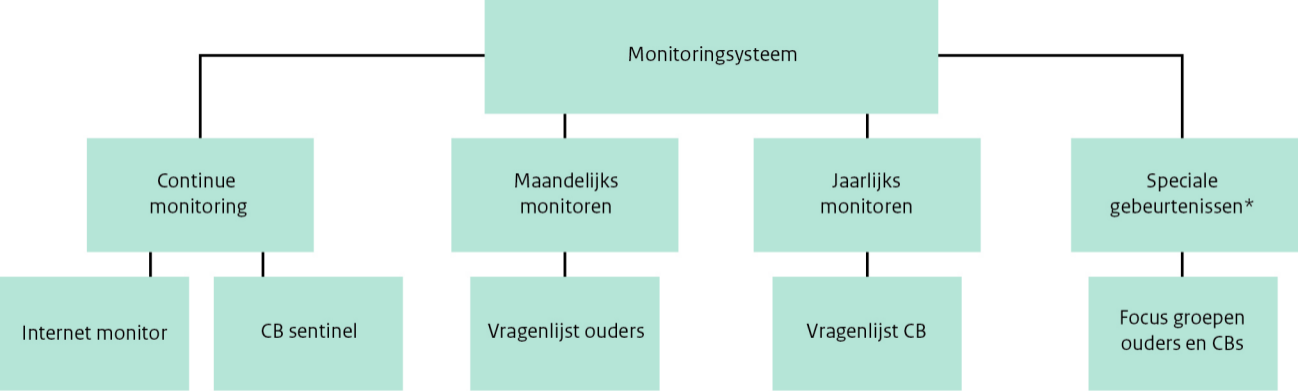 Monitoringsysteem
Continue
monitoring
Maandelijks
monitoren
Jaarlijks
monitoren
Speciale
gebeurtenissen*
Internet monitor
CB sentinel
Vragenlijst ouders
Vragenlijst CB
Focus groepen
ouders en CBs